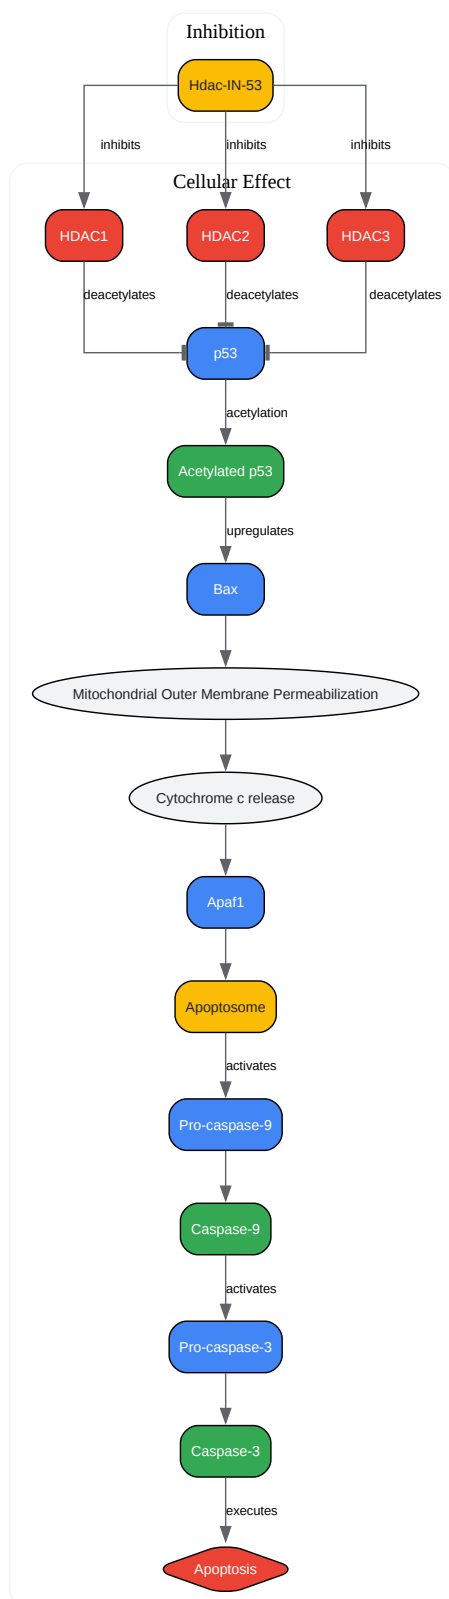 Inhibition
Hdac-IN-53
inhibits
inhibits
inhibits
Cellular Effect
HDAC1
HDAC2
HDAC3
deacetylates
deacetylates
deacetylates
p53
acetylation
Acetylated p53
upregulates
Bax
Mitochondrial Outer Membrane Permeabilization
Cytochrome c release
Apaf1
Apoptosome
activates
Pro-caspase-9
Caspase-9
activates
Pro-caspase-3
Caspase-3
executes
Apoptosis